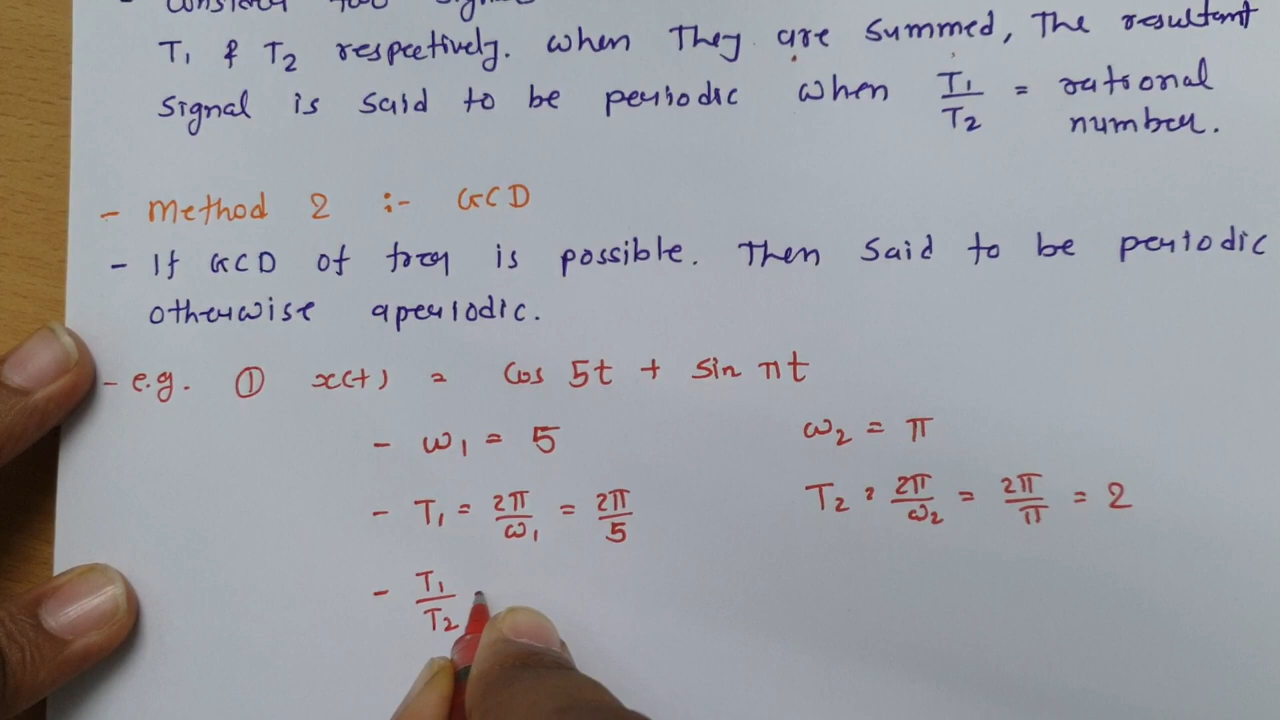 T1 & T2 respectively. When They are summed, The resultant
signal is said to be periodic when T1/T2 = rational number.
- Method 2 :- GCD
- If GCD of freq is possible. Then said to be periodic
otherwise aperiodic.
- e.g. ① x(t) = cos 5t + sin πt
- ω1 = 5 ω2 = π
- T1 = 2π/ω1 = 2π/5 T2 = 2π/ω2 = 2π/π = 2
- T1/T2